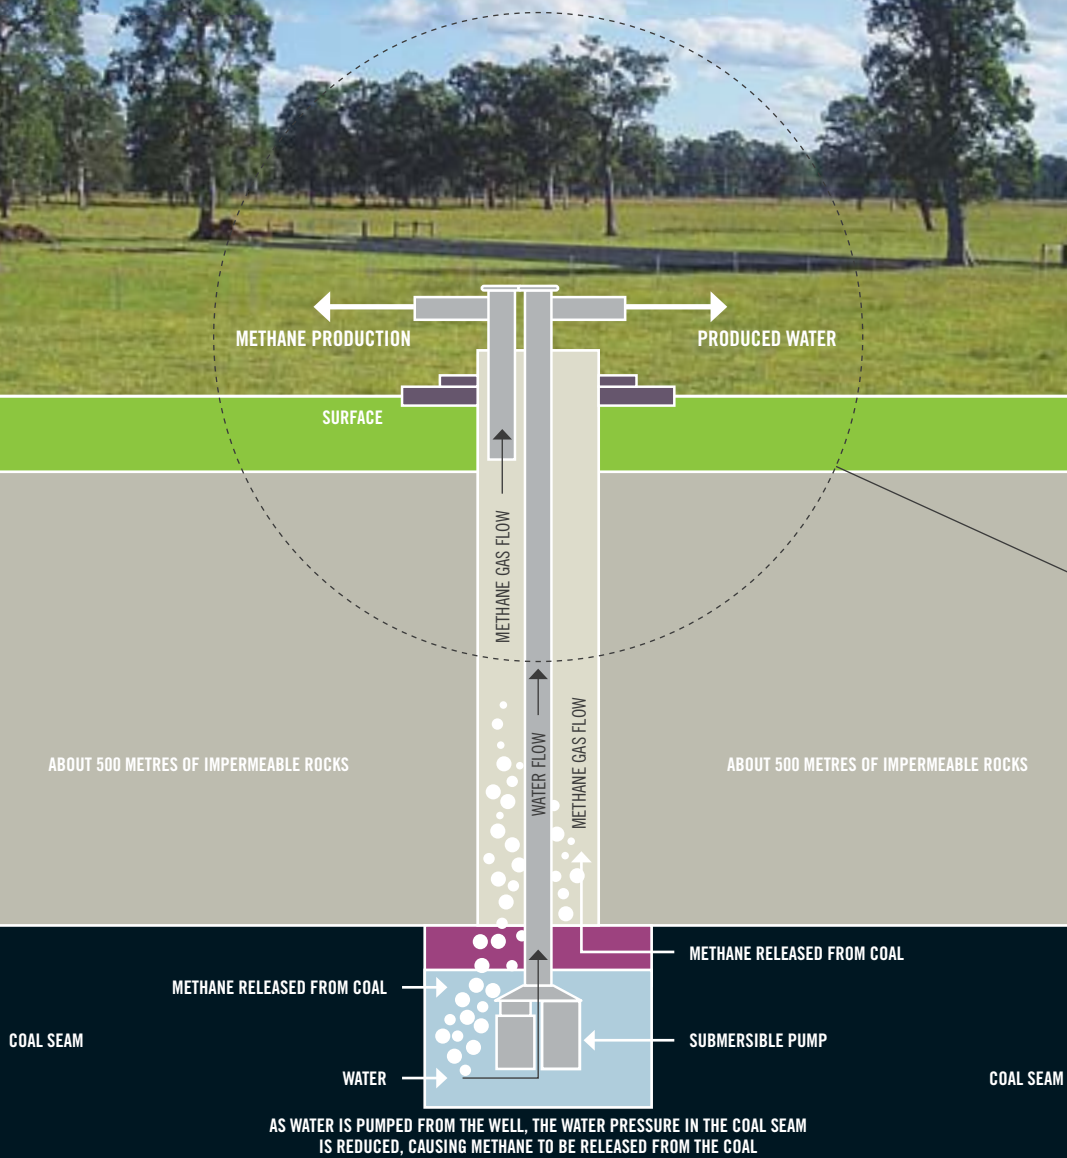 METHANE PRODUCTION
PRODUCED WATER
SURFACE
METHANE GAS FLOW
WATER FLOW
METHANE GAS FLOW
ABOUT 500 METRES OF IMPERMEABLE ROCKS
ABOUT 500 METRES OF IMPERMEABLE ROCKS
METHANE RELEASED FROM COAL
METHANE RELEASED FROM COAL
COAL SEAM
SUBMERSIBLE PUMP
WATER
COAL SEAM
AS WATER IS PUMPED FROM THE WELL, THE WATER PRESSURE IN THE COAL SEAM
IS REDUCED, CAUSING METHANE TO BE RELEASED FROM THE COAL